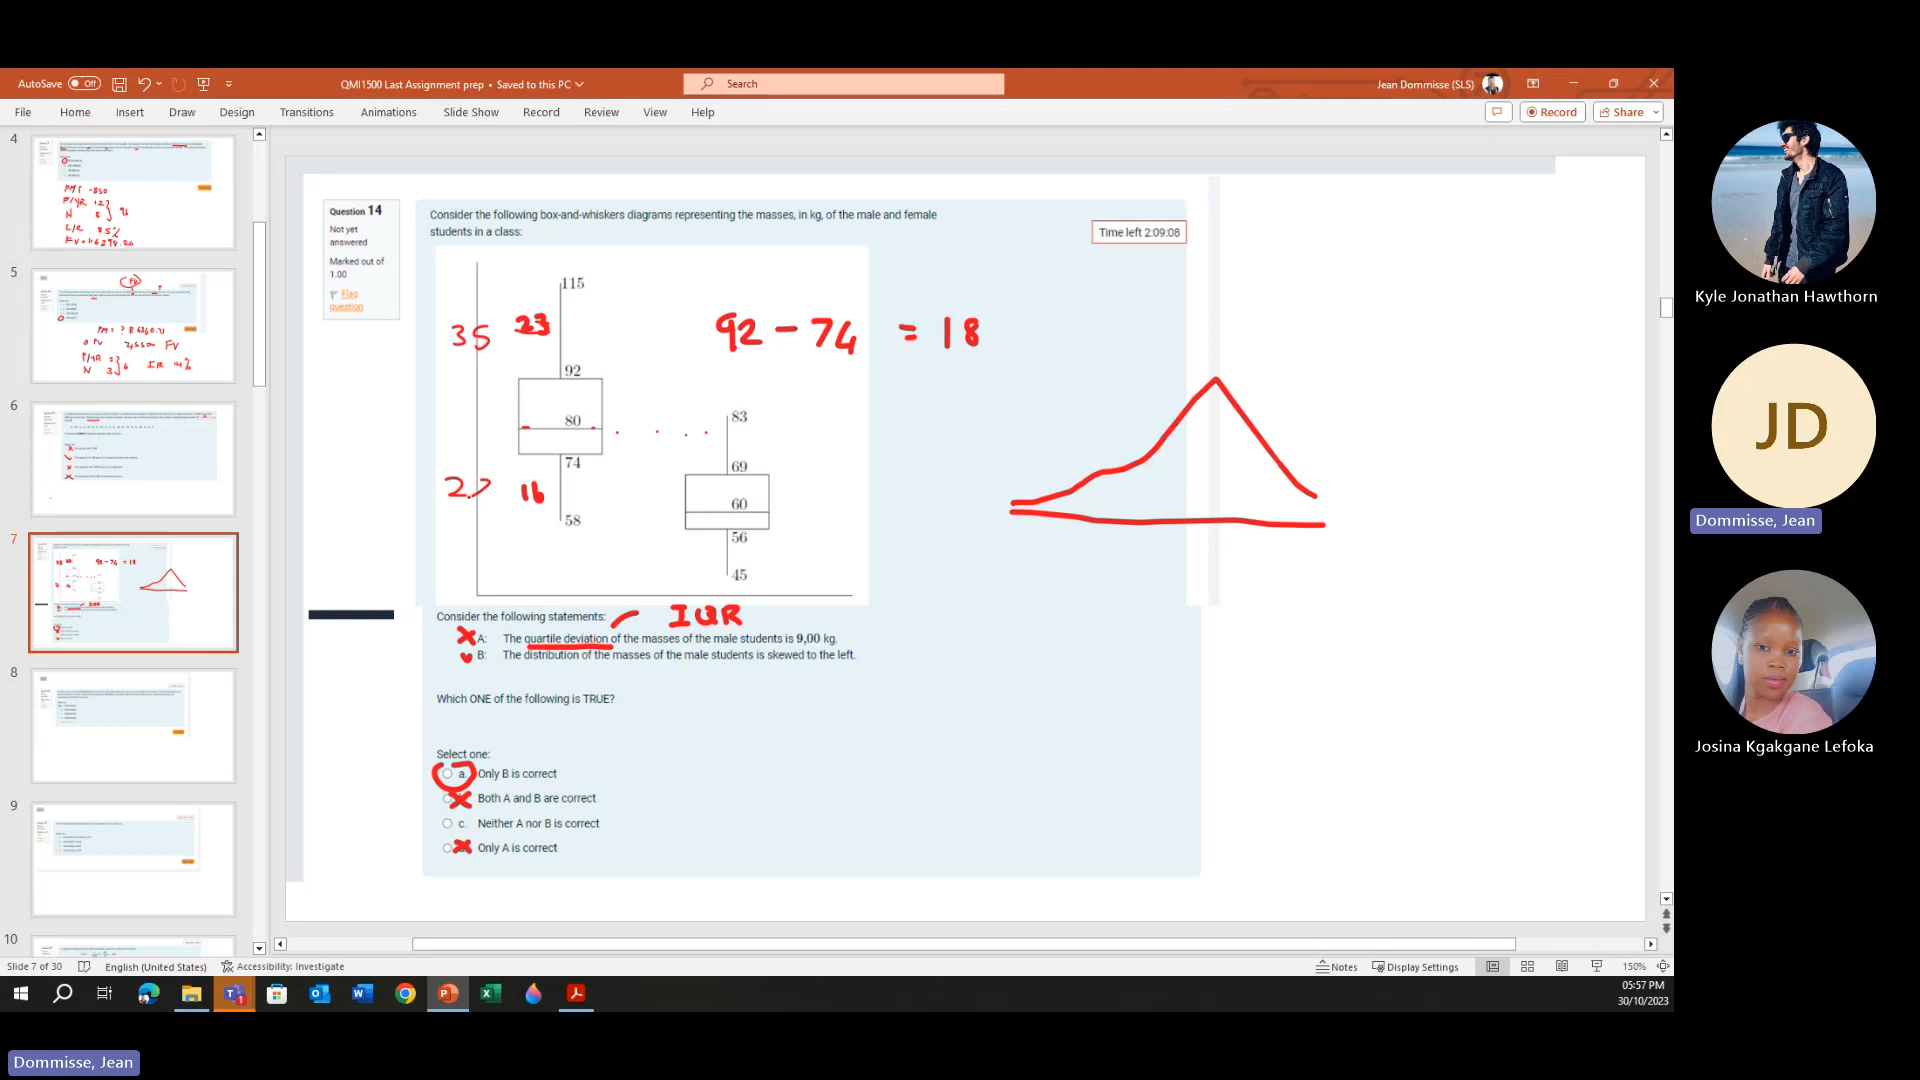 AutoSave Off
QMI1500 Last Assignment prep • Saved to this PC
Search
Jean Dommisse (SLS)
File Home Insert Draw Design Transitions Animations Slide Show Record Review View Help
Record Share
4
5
6
7
8
9
10
Question 14
Not yet answered
Marked out of 1.00
Flag question
Consider the following box-and-whiskers diagrams representing the masses, in kg, of the male and female
students in a class:
Time left 2:09:08
115
35 23
92 - 74 = 18
92
80
74
58
16
83
69
60
56
45
Consider the following statements:
IQR
A: The quartile deviation of the masses of the male students is 9,00 kg.
B: The distribution of the masses of the male students is skewed to the left.
Which ONE of the following is TRUE?
Select one:
a. Only B is correct
Both A and B are correct
c. Neither A nor B is correct
Only A is correct
Slide 7 of 30 English (United States) Accessibility: Investigate
Notes Display Settings 150%
05:57 PM
30/10/2023
Kyle Jonathan Hawthorn
JD
Dommisse, Jean
Josina Kgakgane Lefoka
Dommisse, Jean